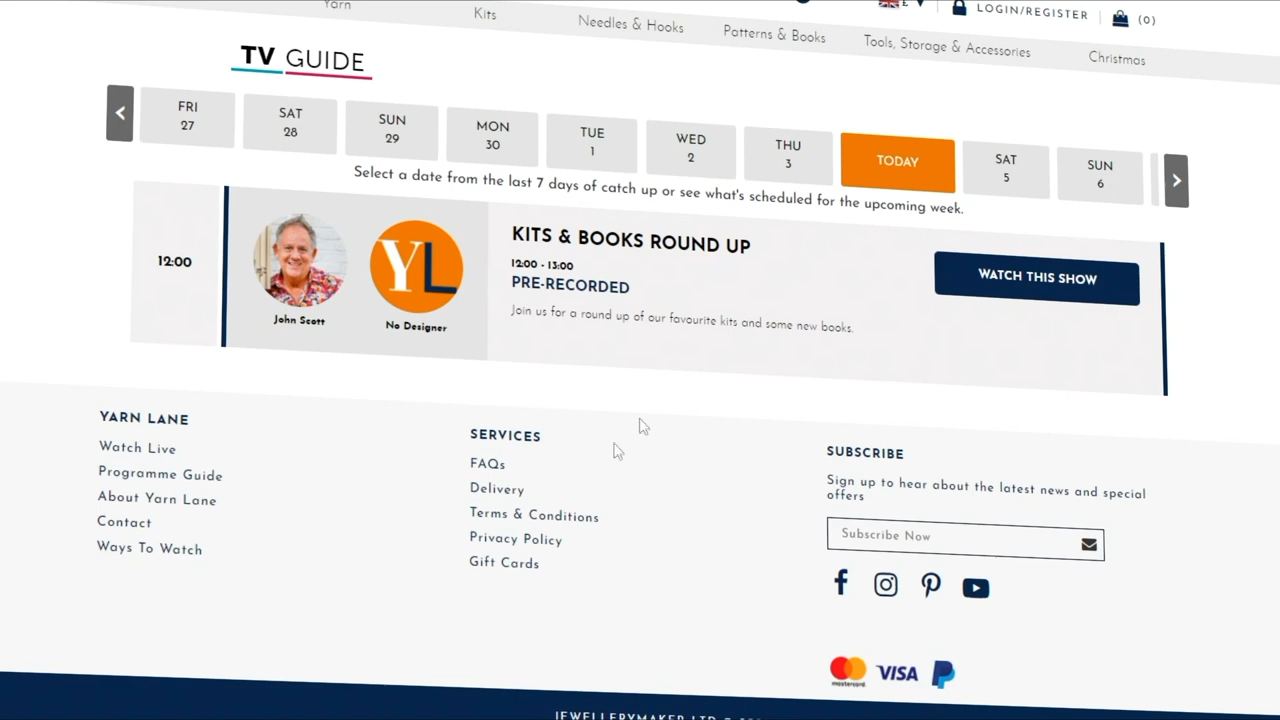 Yarn
Kits
Needles & Hooks
Patterns & Books
Tools, Storage & Accessories
Christmas
£
LOGIN/REGISTER
(0)
TV GUIDE
FRI
27
SAT
28
SUN
29
MON
30
TUE
1
WED
2
THU
3
TODAY
SAT
5
SUN
6
Select a date from the last 7 days of catch up or see what's scheduled for the upcoming week.
12:00
YL
John Scott
No Designer
KITS & BOOKS ROUND UP
12:00 - 13:00
PRE-RECORDED
Join us for a round up of our favourite kits and some new books.
WATCH THIS SHOW
YARN LANE
Watch Live
Programme Guide
About Yarn Lane
Contact
Ways To Watch
SERVICES
FAQs
Delivery
Terms & Conditions
Privacy Policy
Gift Cards
SUBSCRIBE
Sign up to hear about the latest news and special
offers
Subscribe Now
mastercard
VISA
JEWELLERYMAKER LTD ©